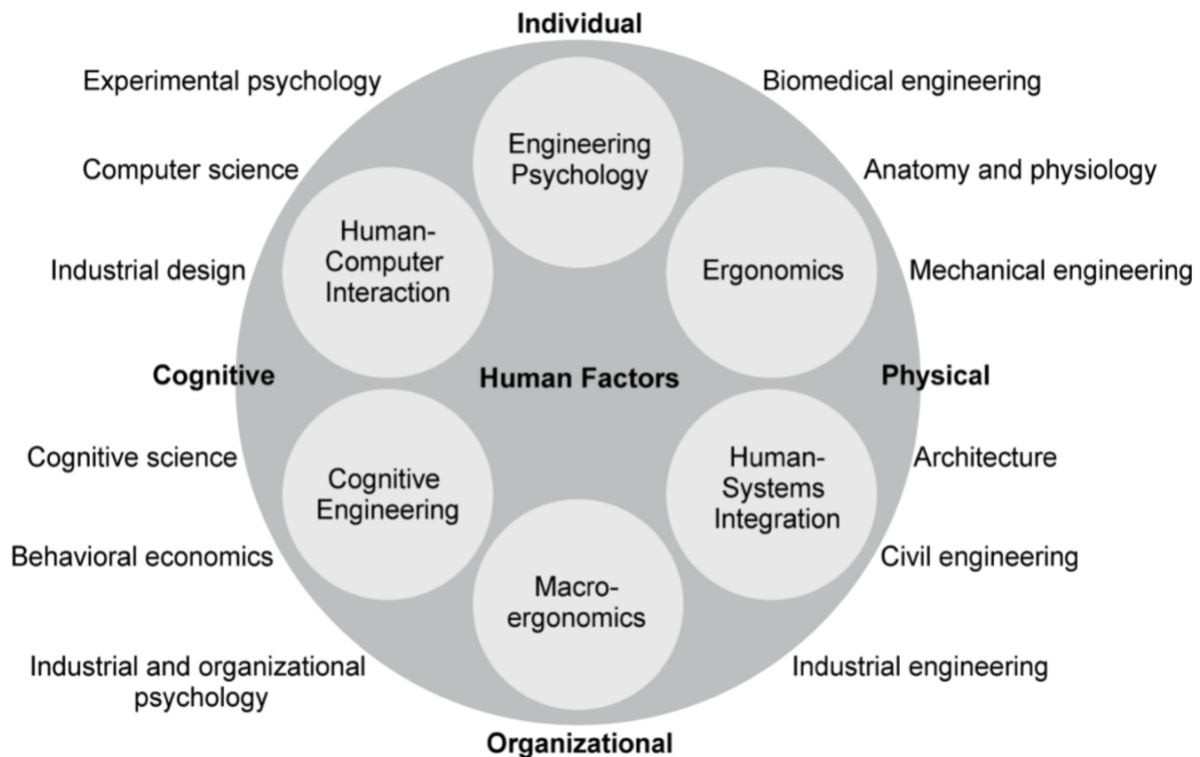 Individual
Experimental psychology
Biomedical engineering
Engineering
Psychology
Computer science
Anatomy and physiology
Human-
Computer
Interaction
Industrial design
Ergonomics
Mechanical engineering
Cognitive
Human Factors
Physical
Cognitive science
Human-
Systems
Integration
Architecture
Cognitive
Engineering
Behavioral economics
Civil engineering
Macro-
ergonomics
Industrial and organizational
psychology
Industrial engineering
Organizational